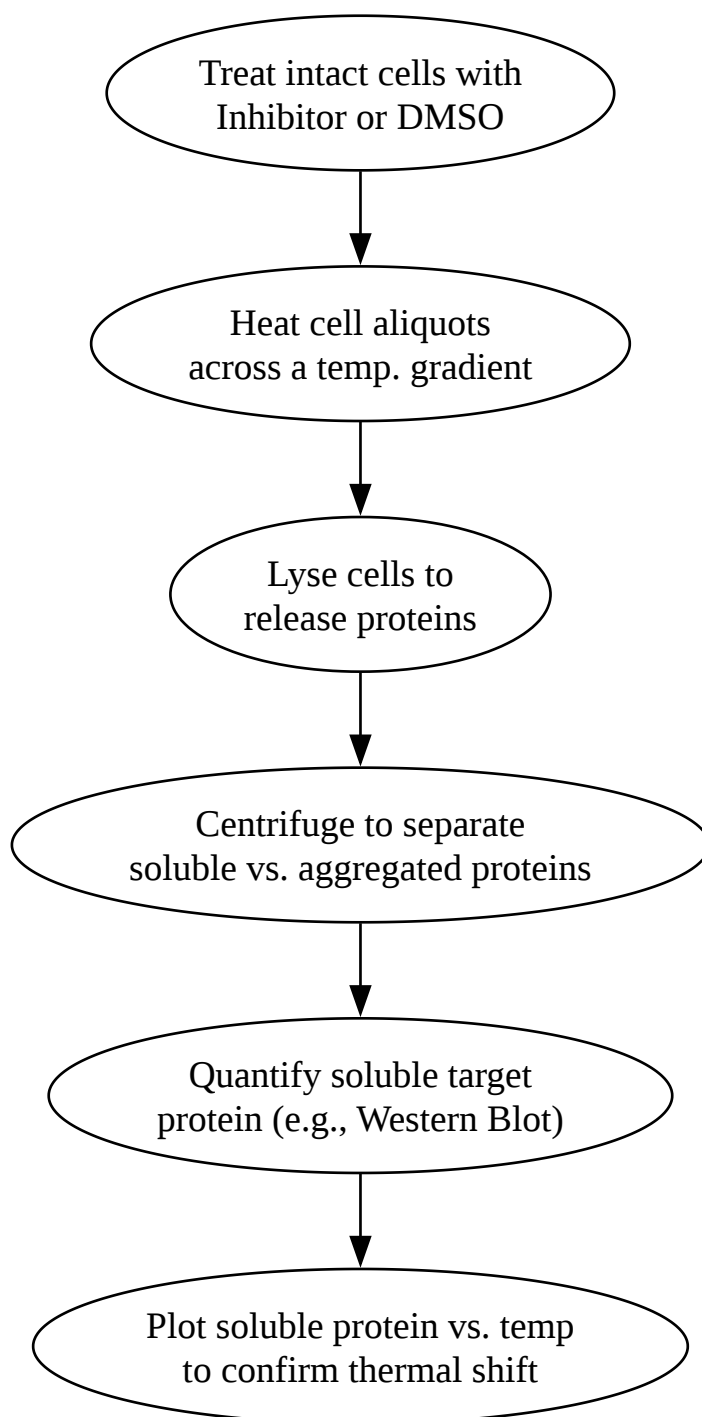 Treat intact cells with
Inhibitor or DMSO
Heat cell aliquots
across a temp. gradient
Lyse cells to
release proteins
Centrifuge to separate
soluble vs. aggregated proteins
Quantify soluble target
protein (e.g., Western Blot)
Plot soluble protein vs. temp
to confirm thermal shift